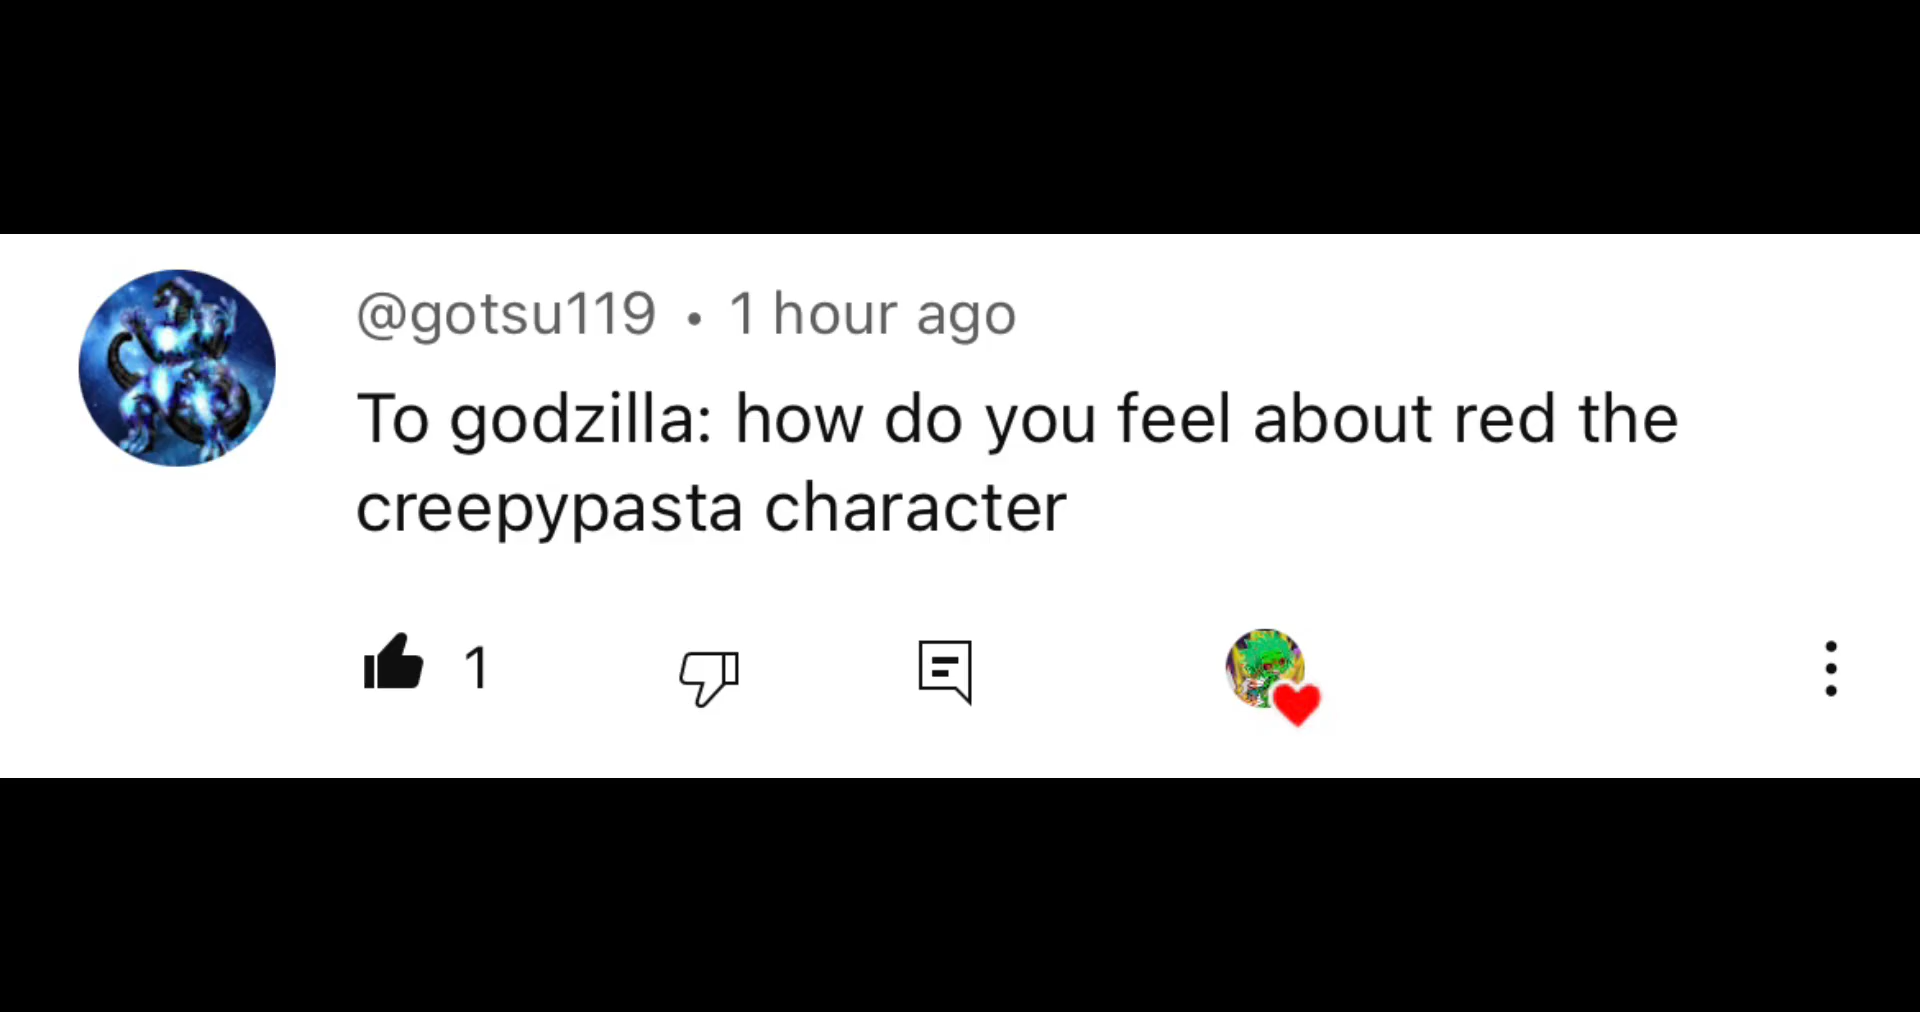 @gotsu119 • 1 hour ago
To godzilla: how do you feel about red the
creepypasta character
1